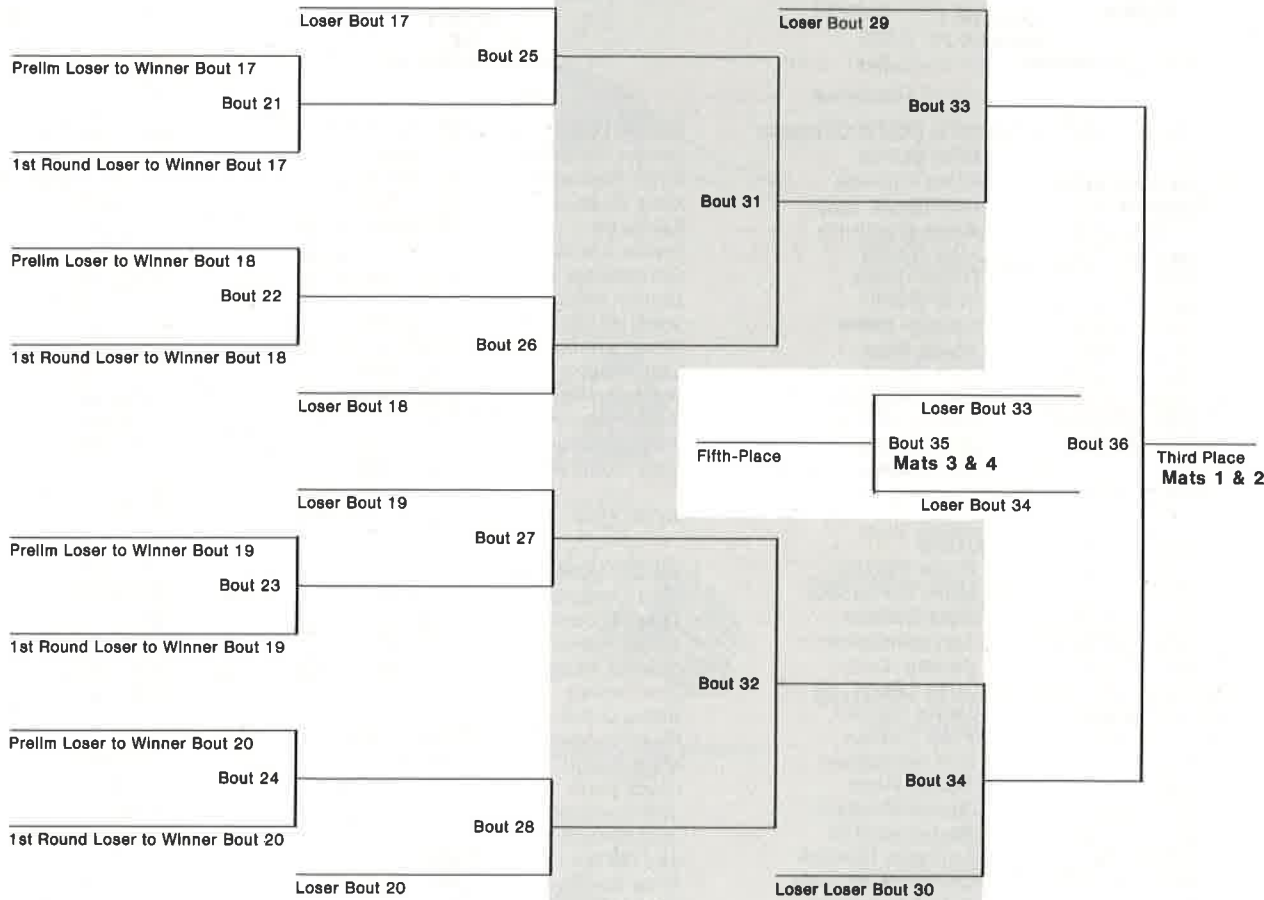 Loser Bout 17
Loser Bout 29
Bout 25
Prelim Loser to Winner Bout 17
Bout 21
Bout 33
1st Round Loser to Winner Bout 17
Bout 31
Prelim Loser to Winner Bout 18
Bout 22
1st Round Loser to Winner Bout 18
Bout 26
Loser Bout 18
Loser Bout 33
Fifth-Place
Bout 35
Mats 3 & 4
Bout 36
Third Place
Mats 1 & 2
Loser Bout 34
Loser Bout 19
Bout 27
Prelim Loser to Winner Bout 19
Bout 23
1st Round Loser to Winner Bout 19
Bout 32
Prelim Loser to Winner Bout 20
Bout 24
Bout 34
1st Round Loser to Winner Bout 20
Bout 28
Loser Bout 20
Loser Loser Bout 30